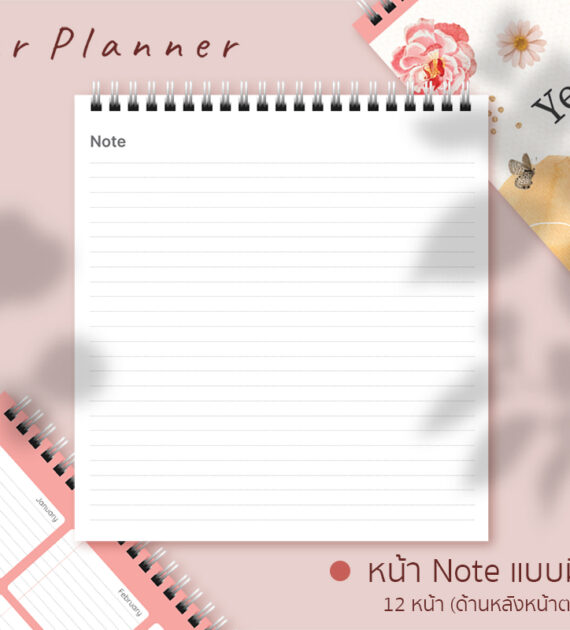 r Planner
Ye
Note
January
February
หน้า Note แบบมี
12 หน้า (ด้านหลังหน้าต